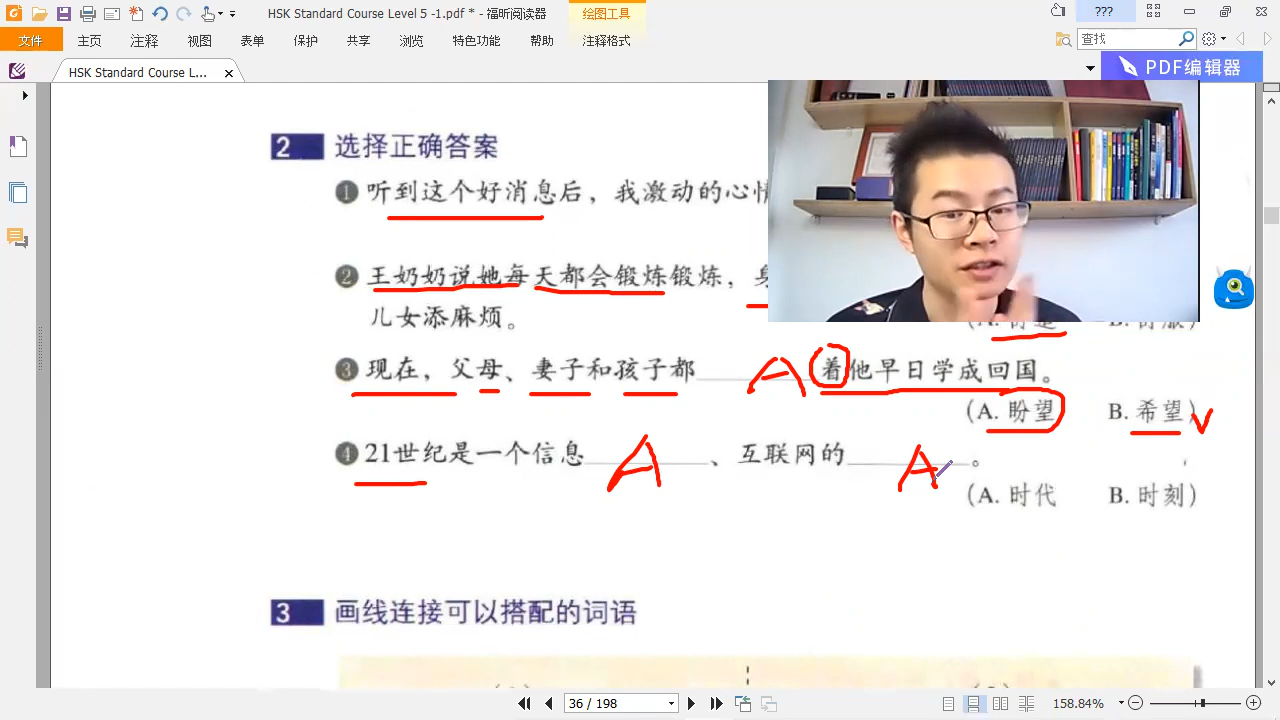 HSK Standard Course Level 5 -1.pdf * - 福昕阅读器
绘图工具
???
文件 主页 注释 视图 表单 保护 共享 浏览 特色功能 帮助 注释格式
查找
HSK Standard Course L...
PDF编辑器
2 选择正确答案
1 听到这个好消息后，我激动的心情
2 王奶奶说她每天都会锻炼锻炼，
儿女添麻烦。
3 现在，父母、妻子和孩子都 A 着他早日学成回国。
(A. 盼望 B. 希望) V
4 21世纪是一个信息 A 、互联网的 A 。
(A. 时代 B. 时刻)
3 画线连接可以搭配的词语
36 / 198
158.84%